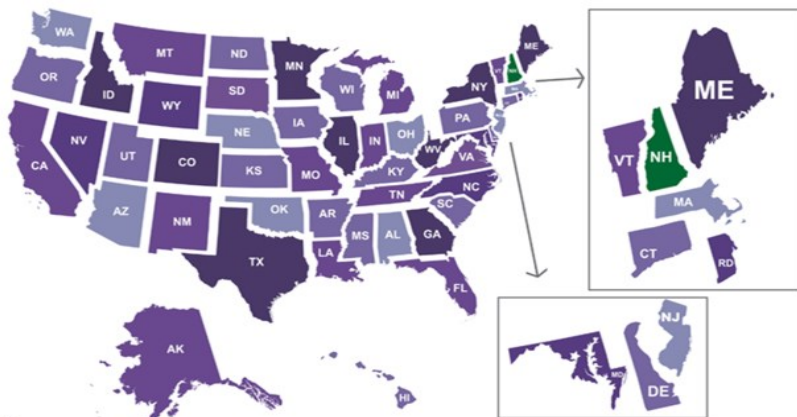 WA
MT
ND
MN
ME
OR
ID
WY
SD
WI
MI
NY
NV
UT
CO
NE
IA
IL
IN
OH
PA
CA
KS
MO
KY
WV
VA
AZ
NM
OK
AR
TN
NC
TX
LA
MS
AL
GA
SC
FL
AK
HI
ME
VT
NH
MA
CT
RD
NJ
MD
DE